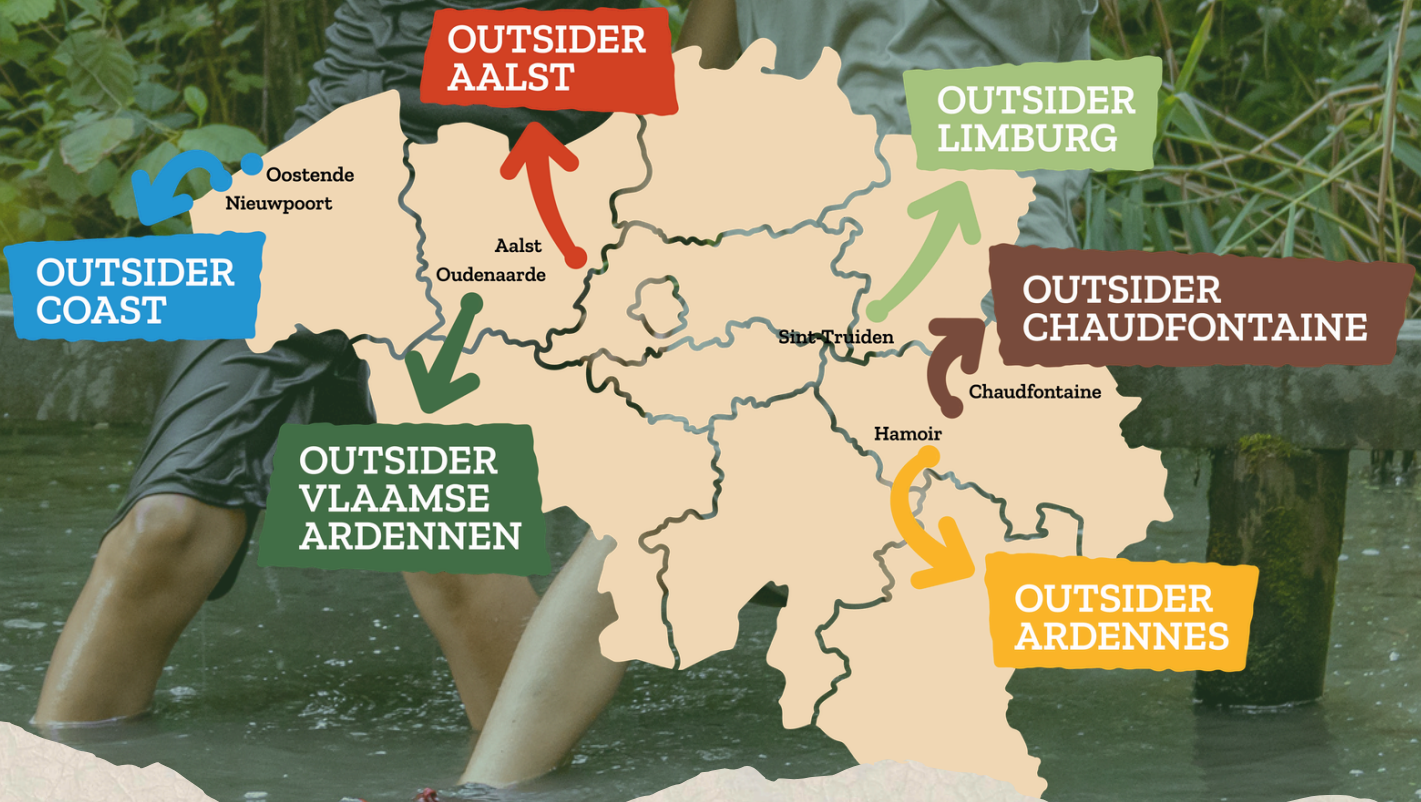 OUTSIDER
AALST
OUTSIDER
LIMBURG
Oostende
Nieuwpoort
OUTSIDER
COAST
Aalst
Oudenaarde
OUTSIDER
CHAUDFONTAINE
Sint-Truiden
Chaudfontaine
Hamoir
OUTSIDER
VLAAMSE
ARDENNEN
OUTSIDER
ARDENNES